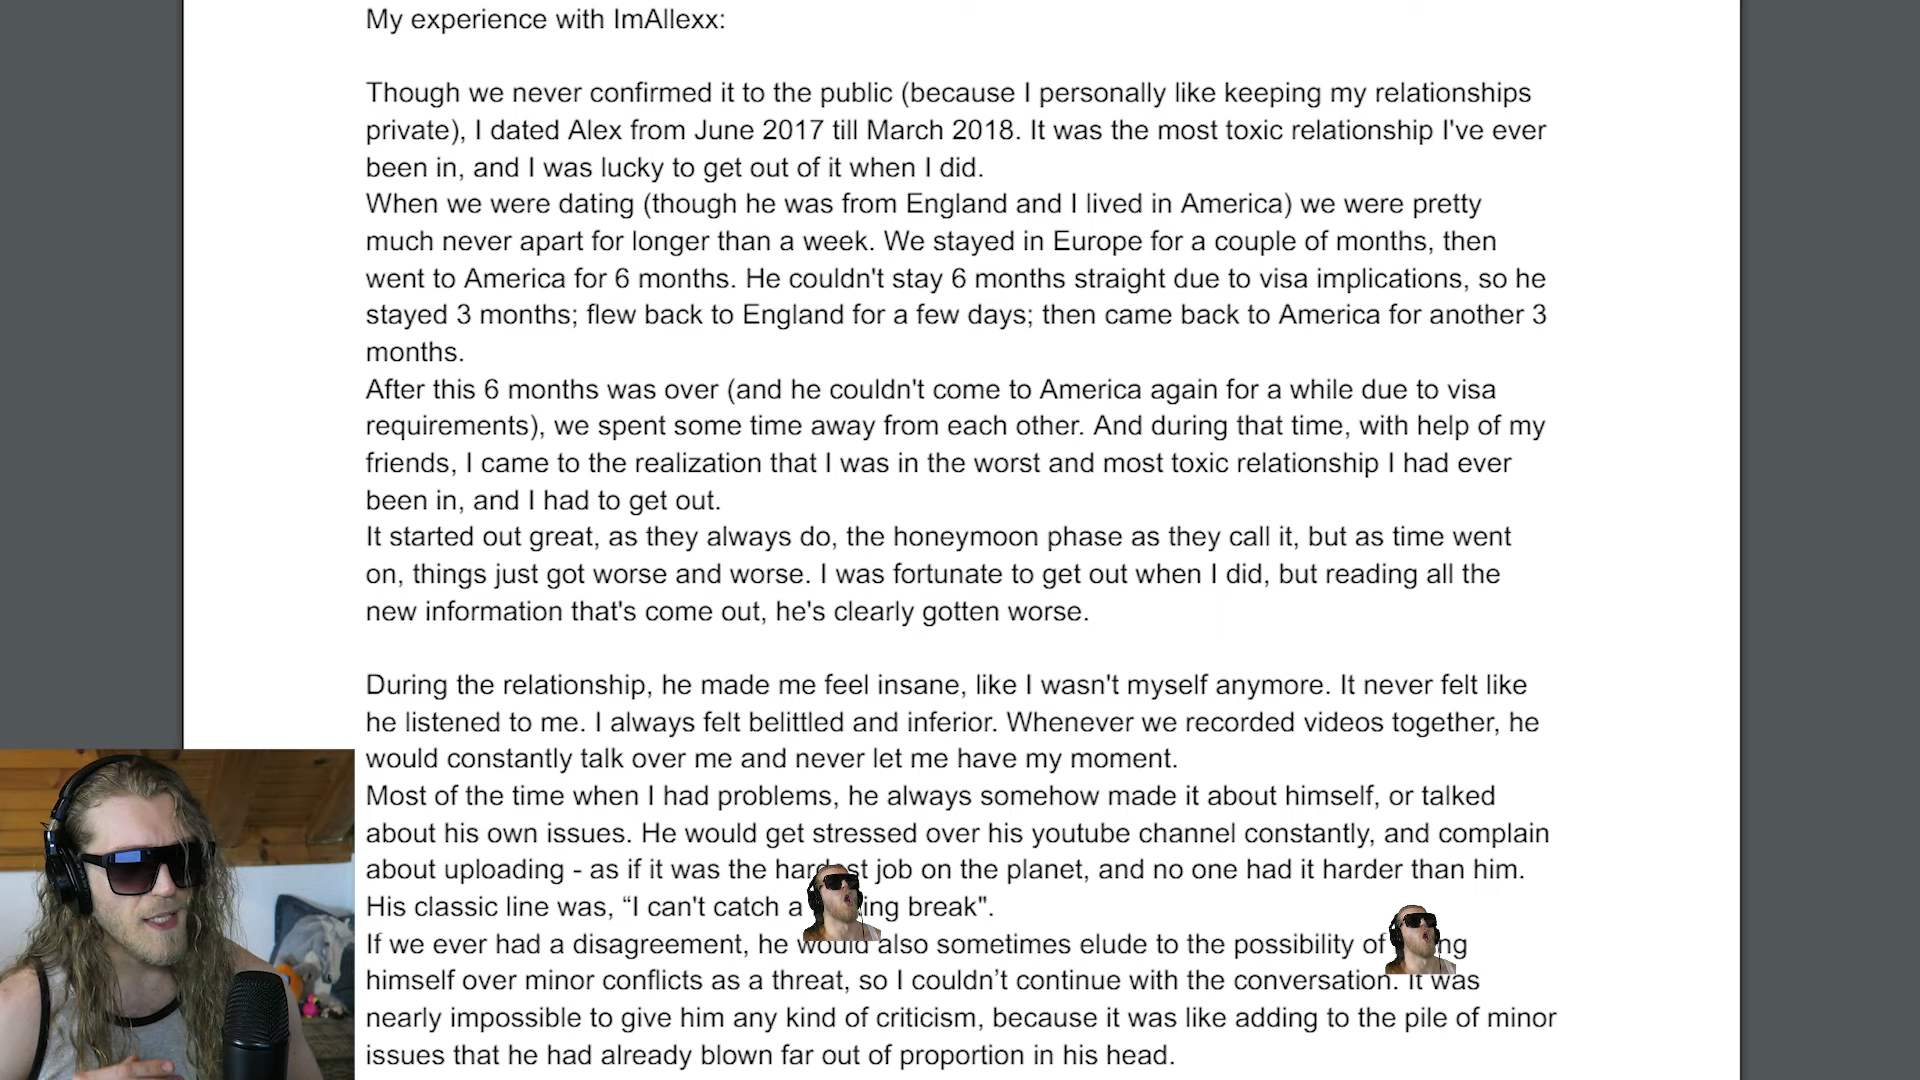 My experience with ImAllexx:
Though we never confirmed it to the public (because I personally like keeping my relationships
private), I dated Alex from June 2017 till March 2018. It was the most toxic relationship I've ever
been in, and I was lucky to get out of it when I did.
When we were dating (though he was from England and I lived in America) we were pretty
much never apart for longer than a week. We stayed in Europe for a couple of months, then
went to America for 6 months. He couldn't stay 6 months straight due to visa implications, so he
stayed 3 months; flew back to England for a few days; then came back to America for another 3
months.
After this 6 months was over (and he couldn't come to America again for a while due to visa
requirements), we spent some time away from each other. And during that time, with help of my
friends, I came to the realization that I was in the worst and most toxic relationship I had ever
been in, and I had to get out.
It started out great, as they always do, the honeymoon phase as they call it, but as time went
on, things just got worse and worse. I was fortunate to get out when I did, but reading all the
new information that's come out, he's clearly gotten worse.
During the relationship, he made me feel insane, like I wasn't myself anymore. It never felt like
he listened to me. I always felt belittled and inferior. Whenever we recorded videos together, he
would constantly talk over me and never let me have my moment.
Most of the time when I had problems, he always somehow made it about himself, or talked
about his own issues. He would get stressed over his youtube channel constantly, and complain
about uploading - as if it was the hardest job on the planet, and no one had it harder than him.
His classic line was, “I can't catch a ing break".
If we ever had a disagreement, he would also sometimes elude to the possibility of ng
himself over minor conflicts as a threat, so I couldn’t continue with the conversation. It was
nearly impossible to give him any kind of criticism, because it was like adding to the pile of minor
issues that he had already blown far out of proportion in his head.